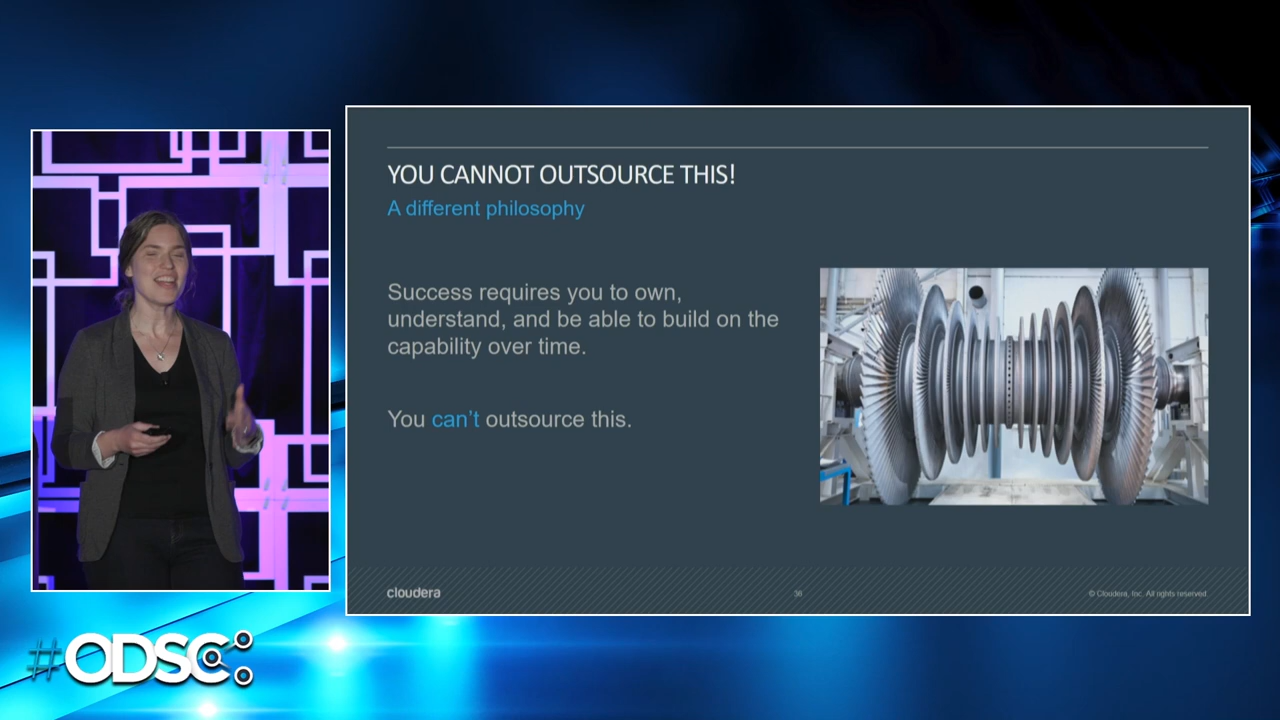 YOU CANNOT OUTSOURCE THIS!
A different philosophy
Success requires you to own,
understand, and be able to build on the
capability over time.
You can't outsource this.
cloudera
36
© Cloudera, Inc. All rights reserved.
#ODSC